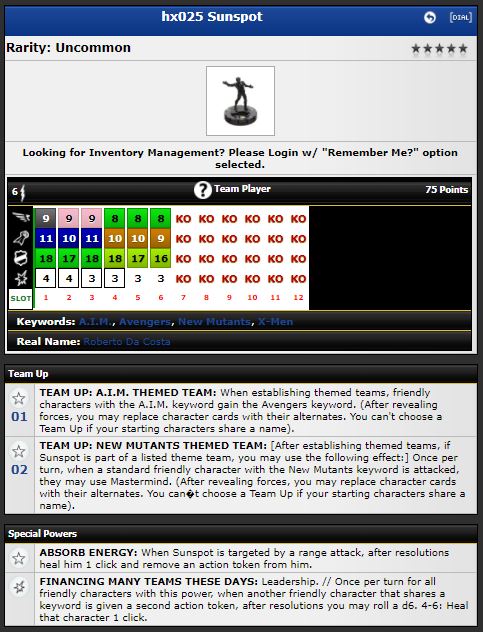 hx025 Sunspot
[DIAL]
Rarity: Uncommon
Looking for Inventory Management? Please Login w/ "Remember Me?" option
selected.
6 ? Team Player 75 Points
9 9 9 8 8 8 KO KO KO KO KO KO
11 10 11 10 10 9 KO KO KO KO KO KO
18 17 18 18 17 16 KO KO KO KO KO KO
4 4 3 3 3 3 KO KO KO KO KO KO
SLOT 1 2 3 4 5 6 7 8 9 10 11 12
Keywords: A.I.M., Avengers, New Mutants, X-Men
Real Name: Roberto Da Costa
Team Up
01
TEAM UP: A.I.M. THEMED TEAM: When establishing themed teams, friendly
characters with the A.I.M. keyword gain the Avengers keyword. (After revealing
forces, you may replace character cards with their alternates. You can't choose a
Team Up if your starting characters share a name).
02
TEAM UP: NEW MUTANTS THEMED TEAM: [After establishing themed teams, if
Sunspot is part of a listed theme team, you may use the following effect:] Once per
turn, when a standard friendly character with the New Mutants keyword is attacked,
they may use Mastermind. (After revealing forces, you may replace character cards
with their alternates. You can�t choose a Team Up if your starting characters share a
name).
Special Powers
ABSORB ENERGY: When Sunspot is targeted by a range attack, after resolutions
heal him 1 click and remove an action token from him.
FINANCING MANY TEAMS THESE DAYS: Leadership. // Once per turn for all
friendly characters with this power, when another friendly character that shares a
keyword is given a second action token, after resolutions you may roll a d6. 4-6: Heal
that character 1 click.